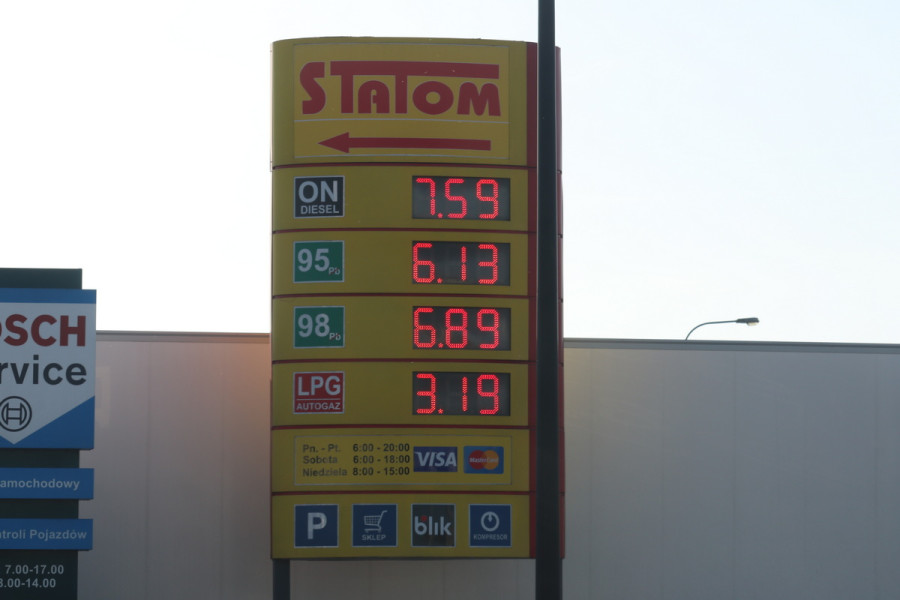 STATOM
ON
DIESEL
7.59
95 Pb
6.13
98 Pb
6.89
LPG
AUTOGAZ
3.19
Pn. - Pt. 6:00 - 20:00
Sobota 6:00 - 18:00
Niedziela 8:00 - 15:00
VISA
MasterCard
P
SKLEP
blik
KOMPRESOR
OSCH
rvice
amochodowy
ntroli Pojazdów
7.00-17.00
8.00-14.00